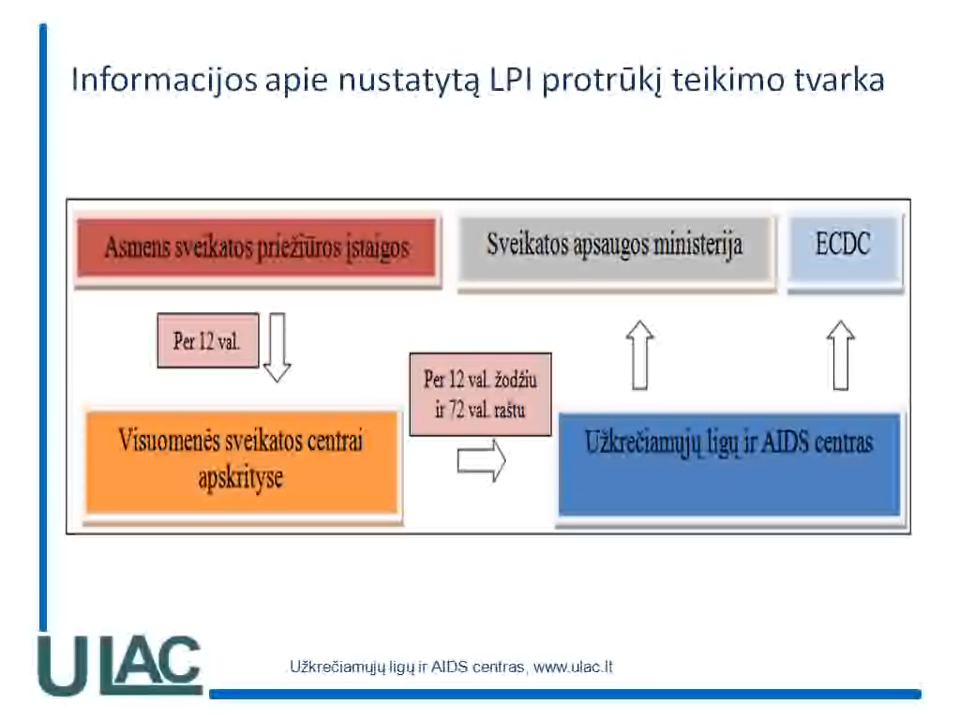 Informacijos apie nustatytą LPI protrūkį teikimo tvarka
Asmens sveikatos priežiūros įstaigos
Sveikatos apsaugos ministerija
ECDC
Per 12 val.
Per 12 val. žodžiu
ir 72 val. raštu
Visuomenės sveikatos centrai
apskrityse
Užkrečiamųjų ligų ir AIDS centras
ULAC
Užkrečiamųjų ligų ir AIDS centras, www.ulac.lt